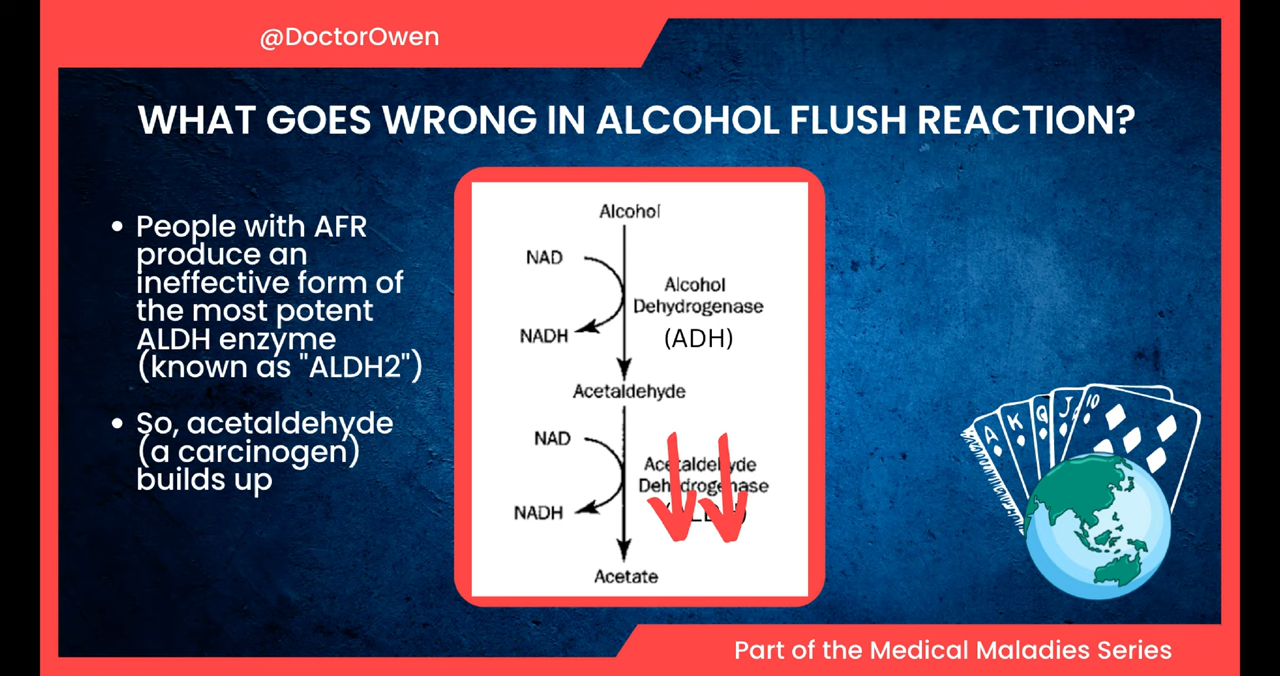 @DoctorOwen
WHAT GOES WRONG IN ALCOHOL FLUSH REACTION?
• People with AFR
produce an
ineffective form of
the most potent
ALDH enzyme
(known as "ALDH2")
• So, acetaldehyde
(a carcinogen)
builds up
Alcohol
NAD
Alcohol
Dehydrogenase
NADH
(ADH)
Acetaldehyde
NAD
Acetaldehyde
Dehydrogenase
NADH
Acetate
A
K
Q
J
10
Part of the Medical Maladies Series